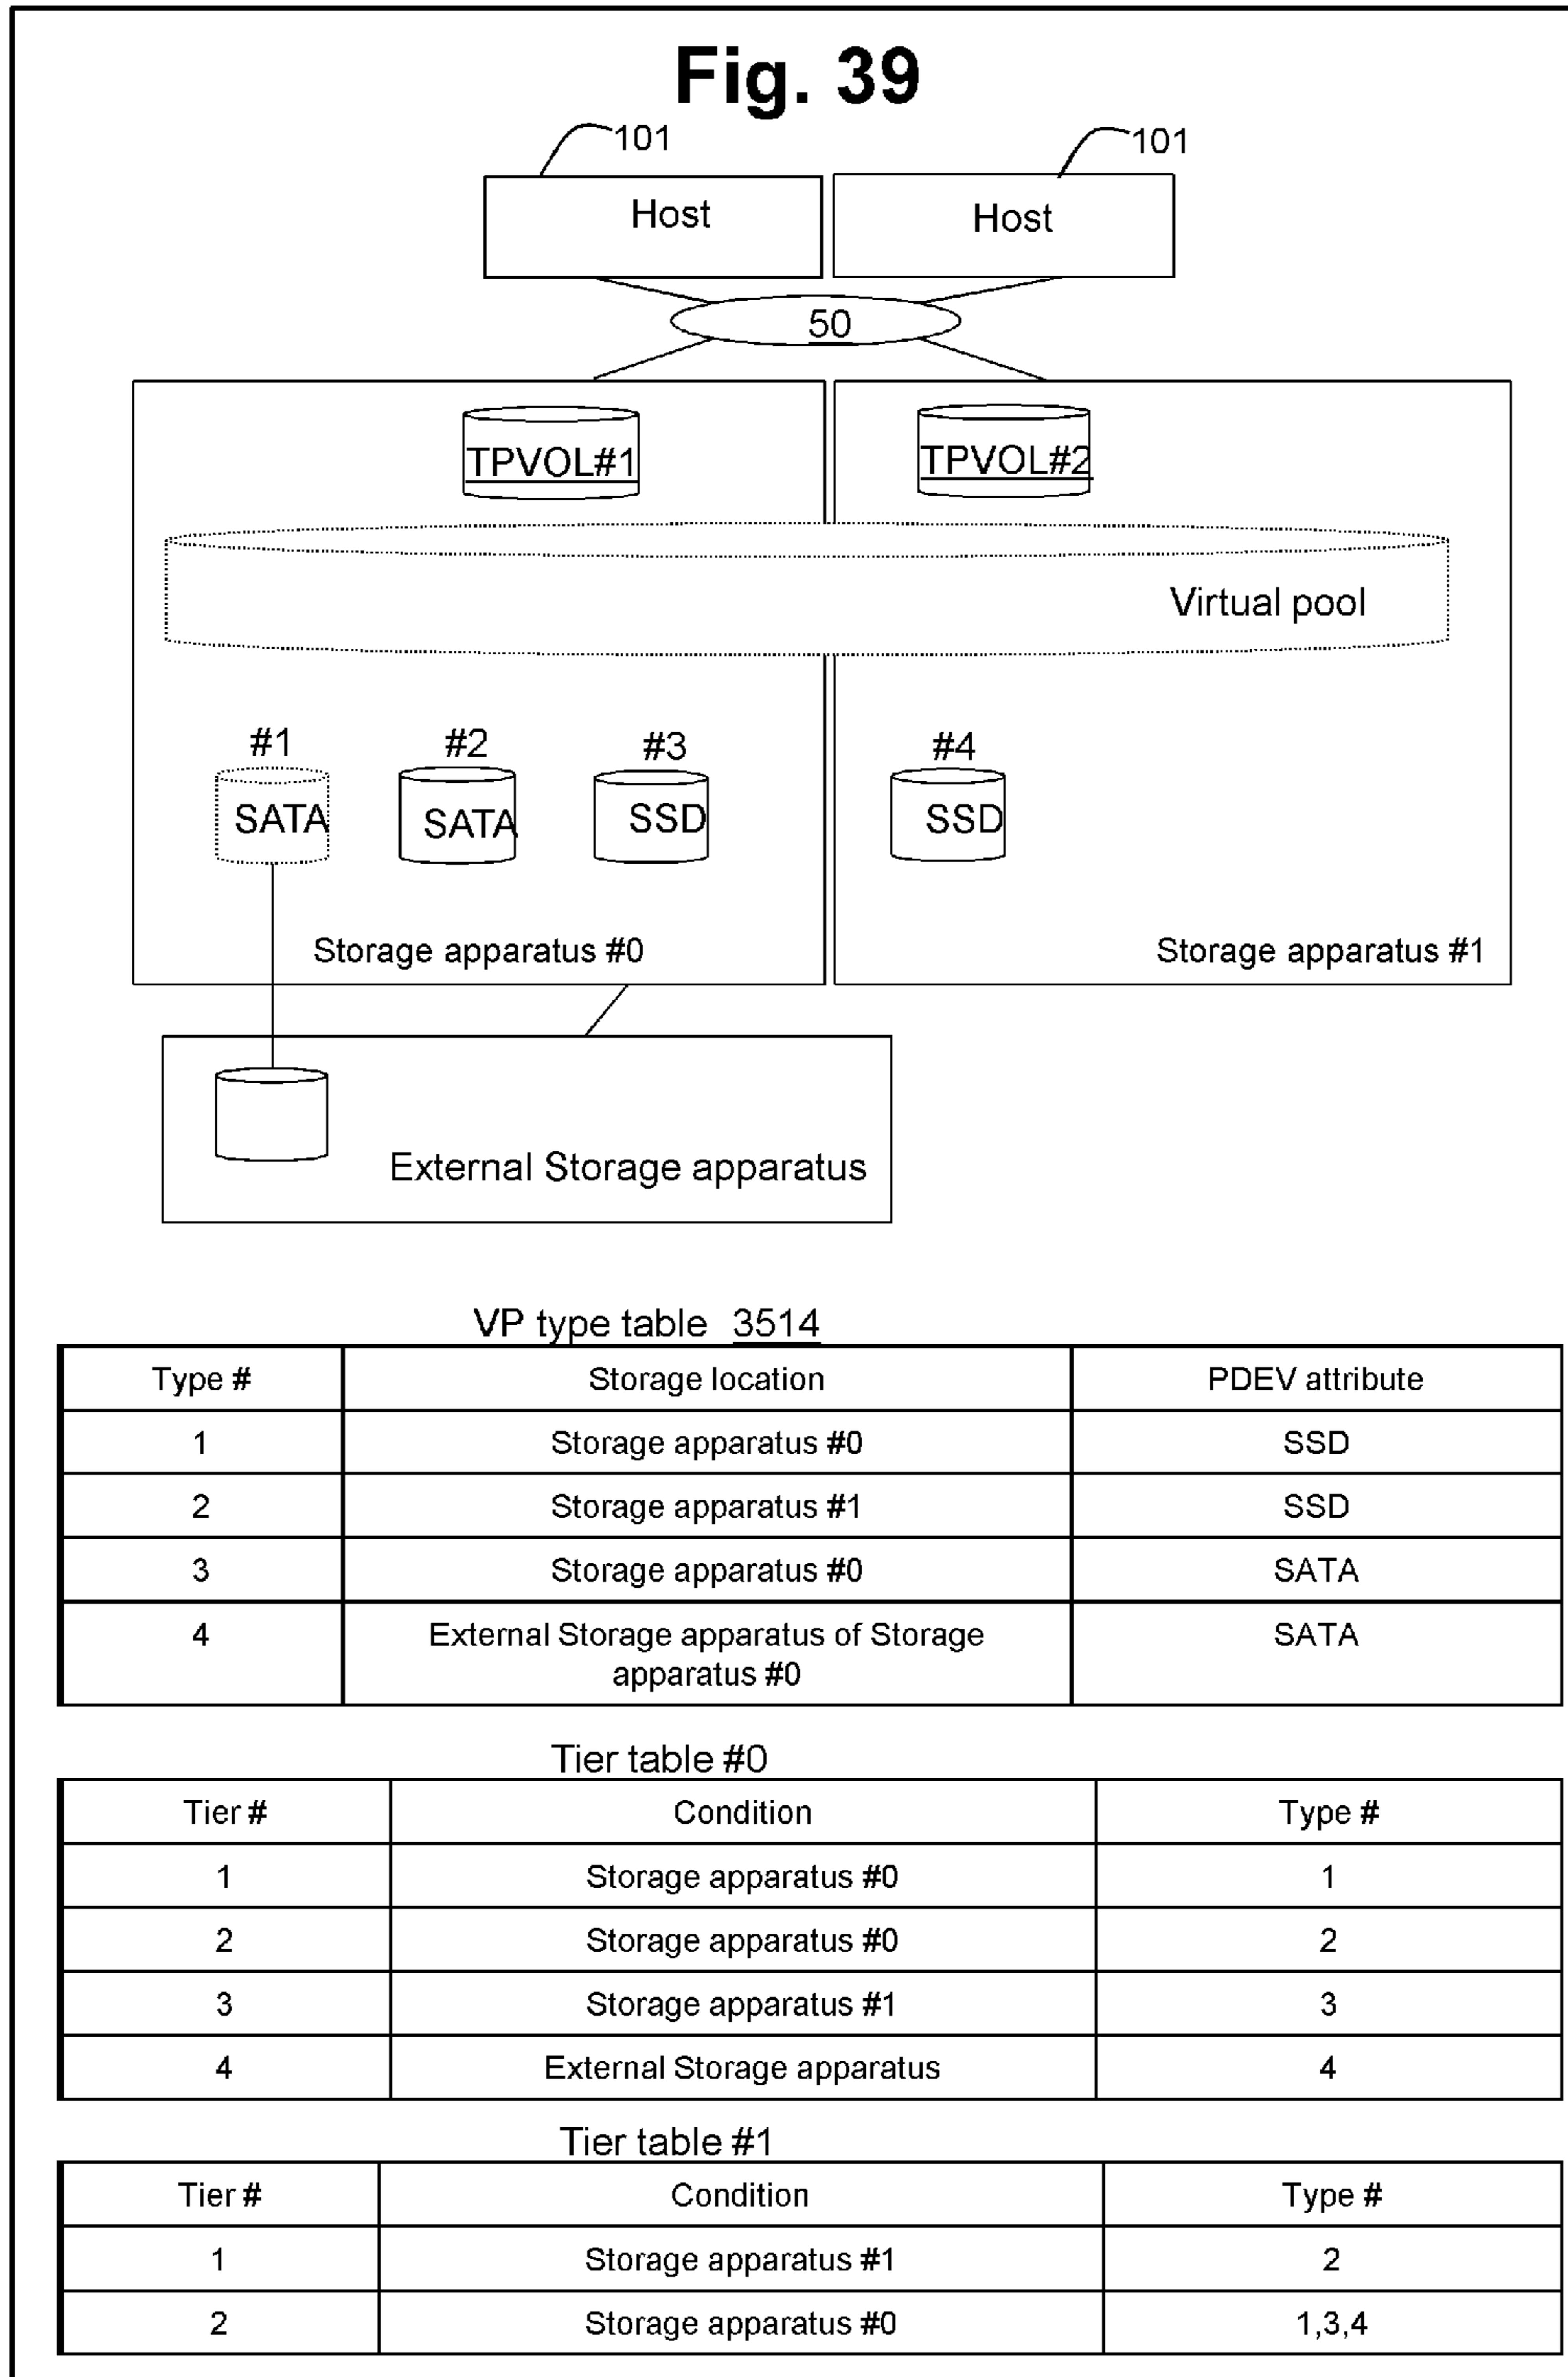 Fig. 39
101
101
Host
Host
50
TPVOL#1
TPVOL#2
Virtual pool
#1
#2
#3
#4
SATA
SATA
SSD
SSD
Storage apparatus #0
Storage apparatus #1
External Storage apparatus
VP type table 3514
Type # Storage location PDEV attribute
1 Storage apparatus #0 SSD
2 Storage apparatus #1 SSD
3 Storage apparatus #0 SATA
4 External Storage apparatus of Storage SATA
apparatus #0
Tier table #0
Tier # Condition Type #
1 Storage apparatus #0 1
2 Storage apparatus #0 2
3 Storage apparatus #1 3
4 External Storage apparatus 4
Tier table #1
Tier # Condition Type #
1 Storage apparatus #1 2
2 Storage apparatus #0 1,3,4